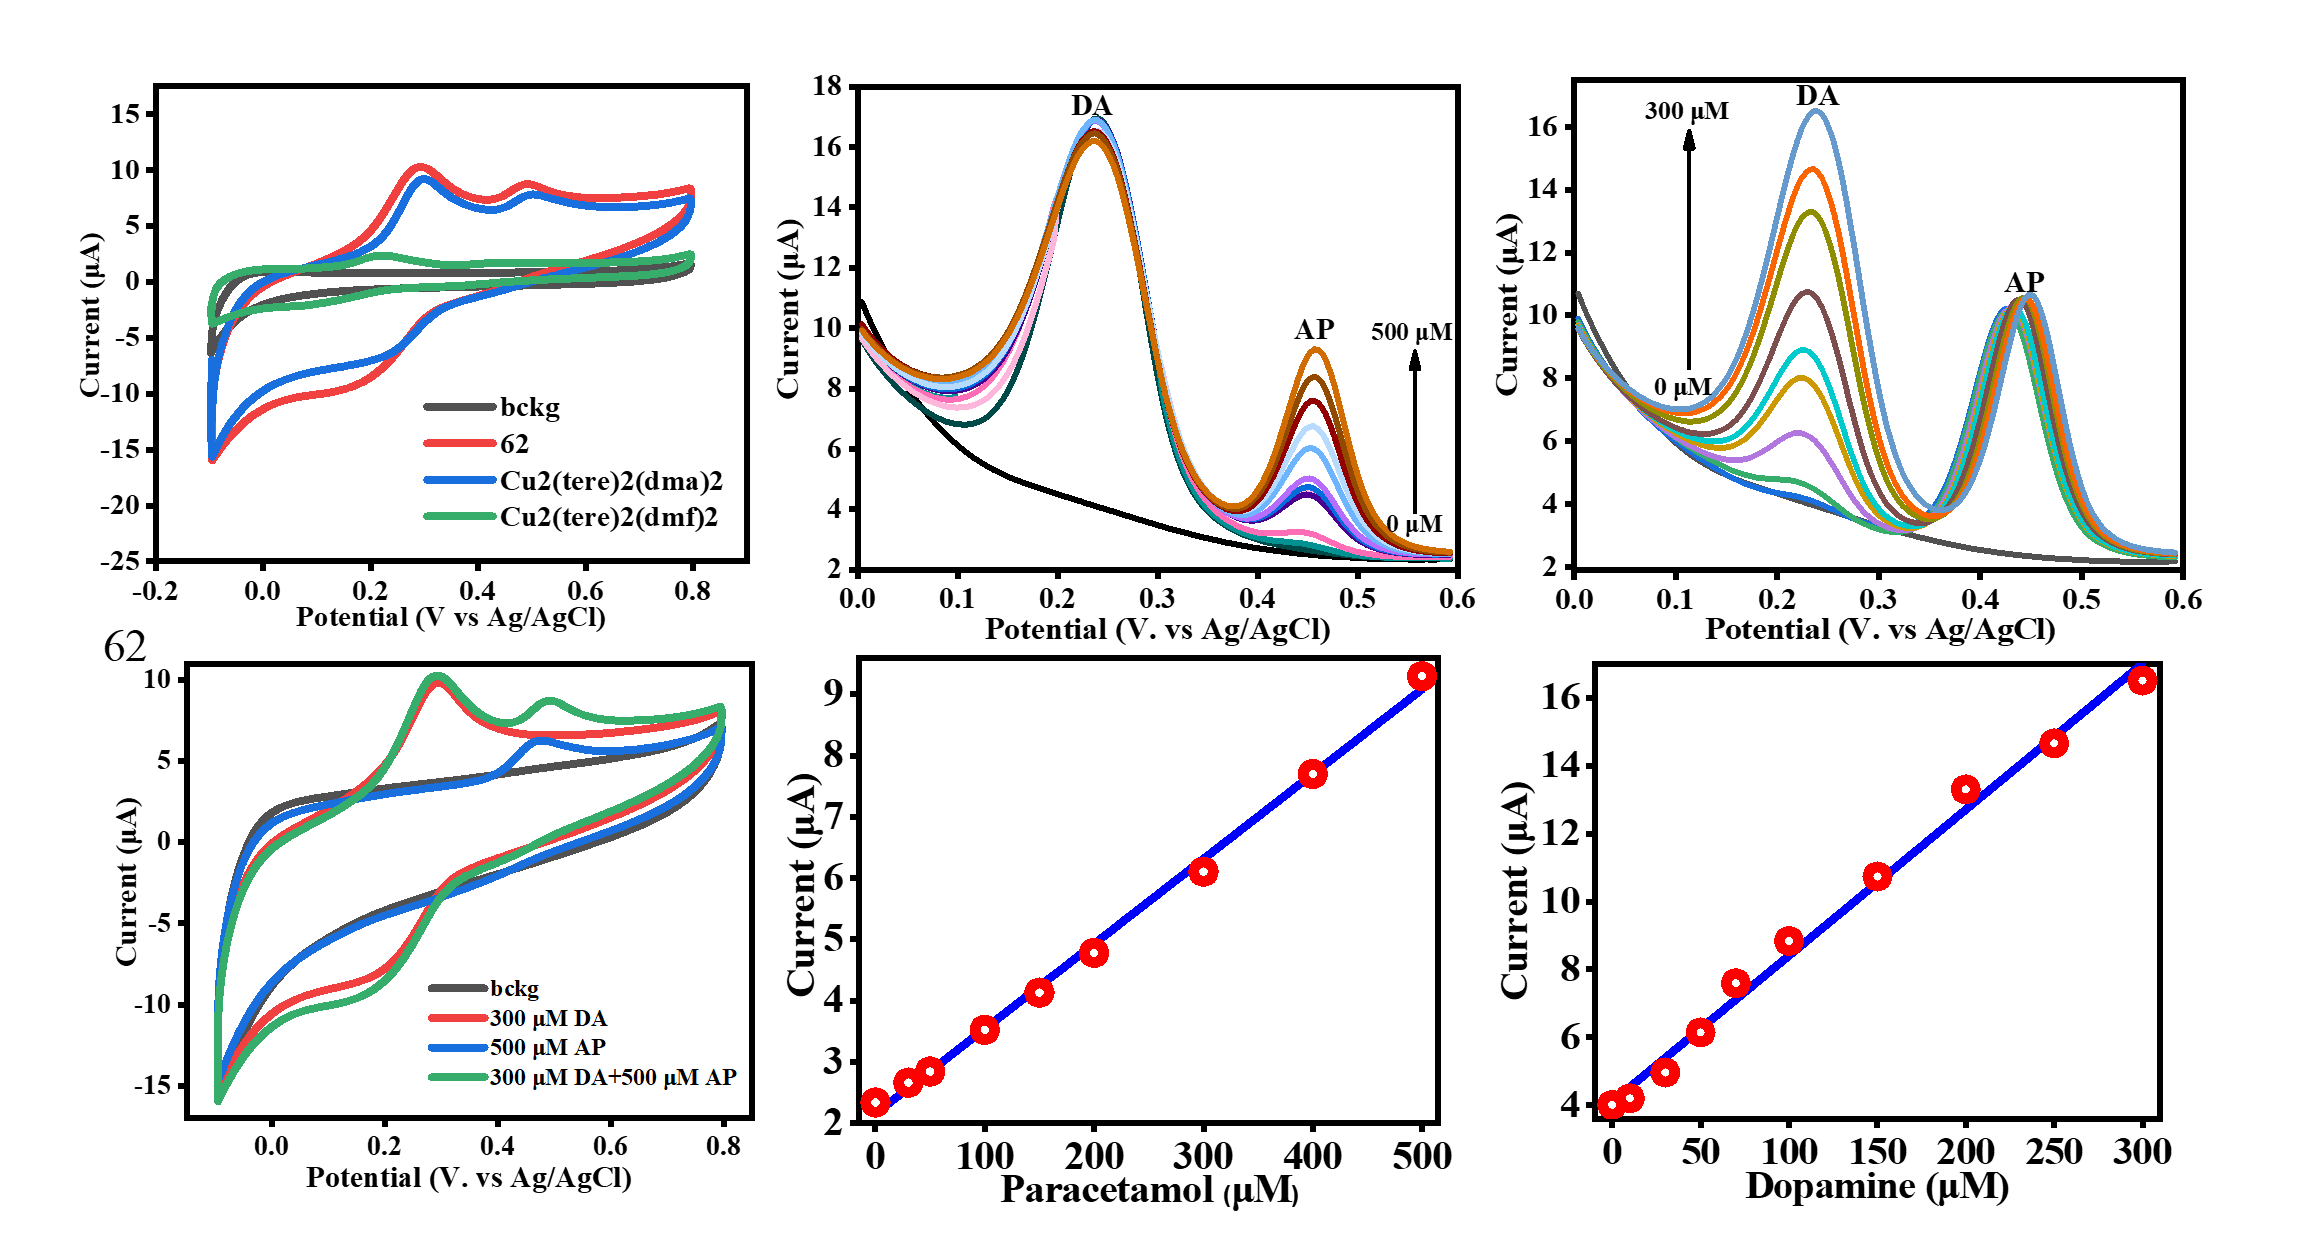 15
10
5
0
-5
-10
-15
-20
-25
Current (µA)
bckg
62
Cu2(tere)2(dma)2
Cu2(tere)2(dmf)2
-0.2 0.0 0.2 0.4 0.6 0.8
Potential (V vs Ag/AgCl)
18
16
14
12
10
8
6
4
2
Current (µA)
DA
AP
500 µM
0 µM
0.0 0.1 0.2 0.3 0.4 0.5 0.6
Potential (V. vs Ag/AgCl)
16
14
12
10
8
6
4
2
Current (µA)
300 µM
0 µM
DA
AP
0.0 0.1 0.2 0.3 0.4 0.5 0.6
Potential (V. vs Ag/AgCl)
62
10
5
0
-5
-10
-15
Current (µA)
bckg
300 µM DA
500 µM AP
300 µM DA+500 µM AP
0.0 0.2 0.4 0.6 0.8
Potential (V. vs Ag/AgCl)
9
8
7
6
5
4
3
2
Current (µA)
0 100 200 300 400 500
Paracetamol (µM)
16
14
12
10
8
6
4
Current (µA)
0 50 100 150 200 250 300
Dopamine (µM)